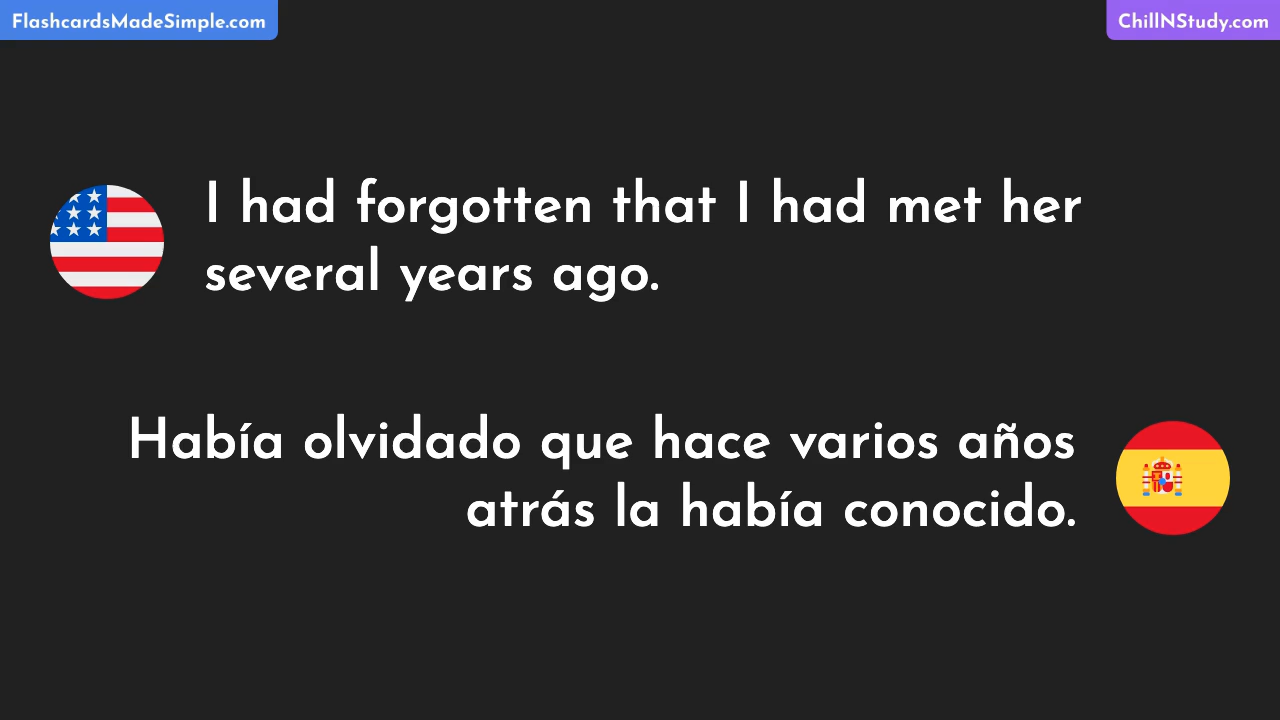 FlashcardsMadeSimple.com
ChillNStudy.com
I had forgotten that I had met her
several years ago.
Había olvidado que hace varios años
atrás la había conocido.